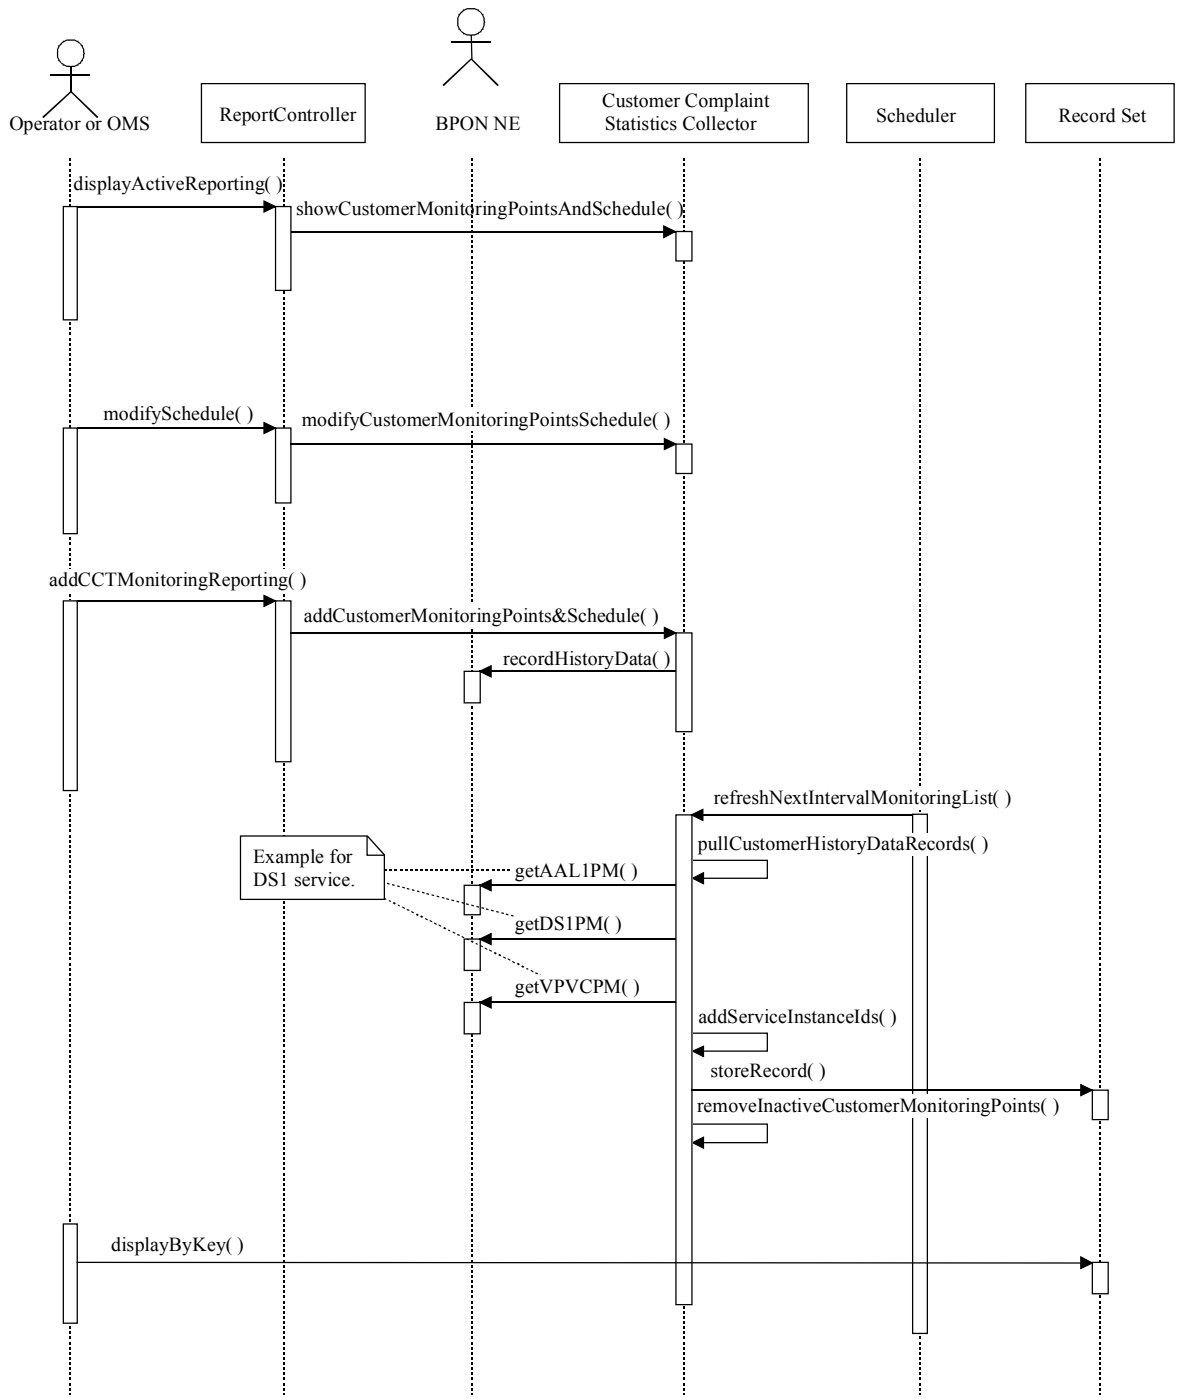 Operator or OMS
ReportController
BPON NE
Customer Complaint
Statistics Collector
Scheduler
Record Set
displayActiveReporting( )
showCustomerMonitoringPointsAndSchedule( )
modifySchedule( )
modifyCustomerMonitoringPointsSchedule( )
addCCTMonitoringReporting( )
addCustomerMonitoringPoints&Schedule( )
recordHistoryData( )
refreshNextIntervalMonitoringList( )
pullCustomerHistoryDataRecords( )
Example for
DS1 service.
getAAL1PM( )
getDS1PM( )
getVPVCPM( )
addServiceInstanceIds( )
storeRecord( )
removeInactiveCustomerMonitoringPoints( )
displayByKey( )